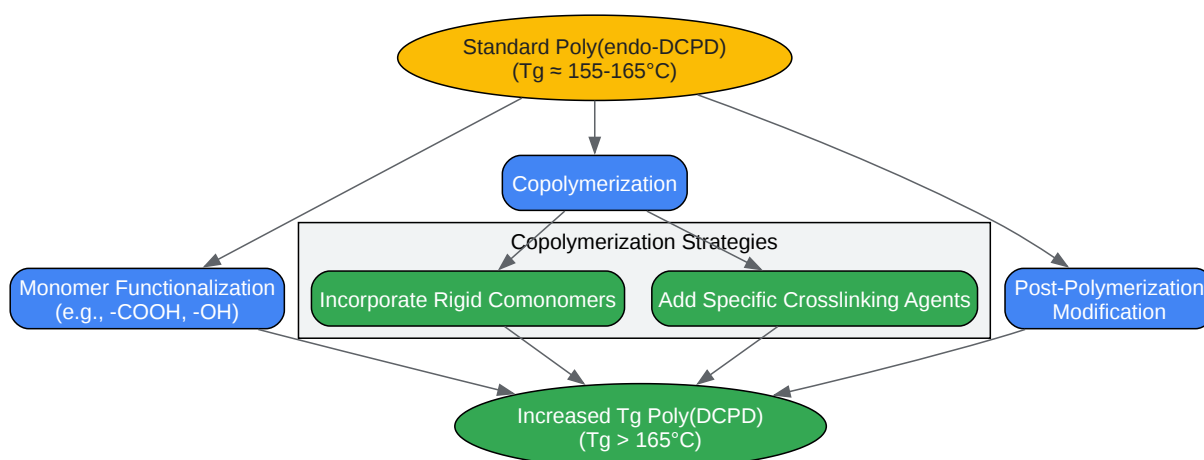 Standard Poly(endo-DCPD)
(Tg ≈ 155-165°C)
Copolymerization
Copolymerization Strategies
Monomer Functionalization
(e.g., -COOH, -OH)
Incorporate Rigid Comonomers
Add Specific Crosslinking Agents
Post-Polymerization
Modification
Increased Tg Poly(DCPD)
(Tg > 165°C)